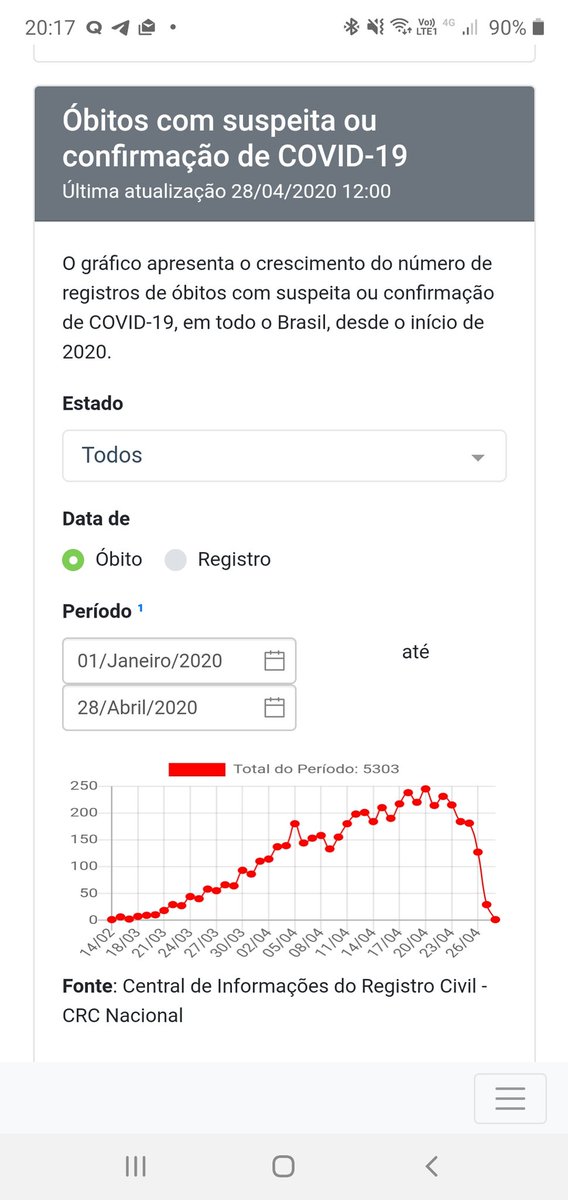 20:17
Vo)) 4G
LTE1
90%
Óbitos com suspeita ou
confirmação de COVID-19
Última atualização 28/04/2020 12:00
O gráfico apresenta o crescimento do número de
registros de óbitos com suspeita ou confirmação
de COVID-19, em todo o Brasil, desde o início de
2020.
Estado
Todos
Data de
Óbito Registro
Período 1
01/Janeiro/2020
até
28/Abril/2020
Total do Período: 5303
250
200
150
100
50
0
14/02 18/03 21/03 24/03 27/03 30/03 02/04 05/04 08/04 11/04 14/04 17/04 20/04 23/04 26/04
Fonte: Central de Informações do Registro Civil -
CRC Nacional